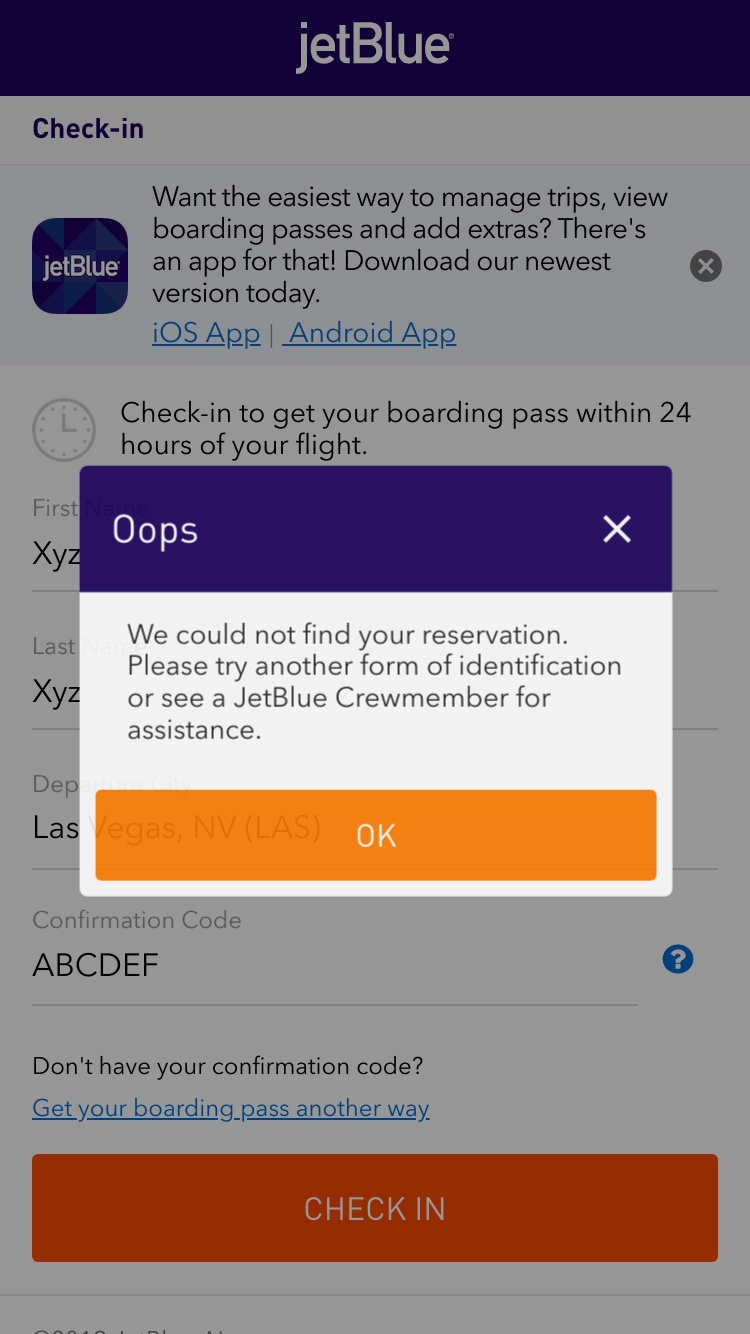 jetBlue®
Check-in
Want the easiest way to manage trips, view
boarding passes and add extras? There's
an app for that! Download our newest
version today.
jetBlue
iOS App | Android App
Check-in to get your boarding pass within 24
hours of your flight.
First Name
Xyz
Oops
Last Name
Xyz
We could not find your reservation.
Please try another form of identification
or see a JetBlue Crewmember for
assistance.
Departure City
Las Vegas, NV (LAS)
OK
Confirmation Code
ABCDEF
?
Don't have your confirmation code?
Get your boarding pass another way
CHECK IN